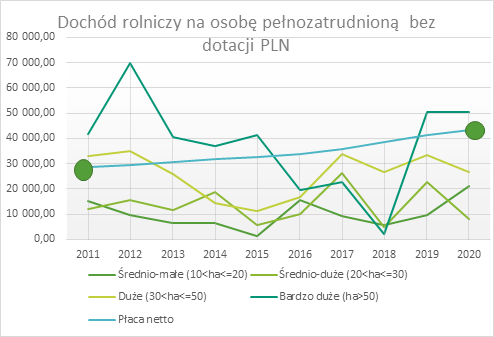 Dochód rolniczy na osobę pełnozatrudnioną bez
dotacji PLN
80 000,00
70 000,00
60 000,00
50 000,00
40 000,00
30 000,00
20 000,00
10 000,00
0,00
2011 2012 2013 2014 2015 2016 2017 2018 2019 2020
Średnio-małe (10<ha<=20) Średnio-duże (20<ha<=30)
Duże (30<ha<=50) Bardzo duże (ha>50)
Płaca netto